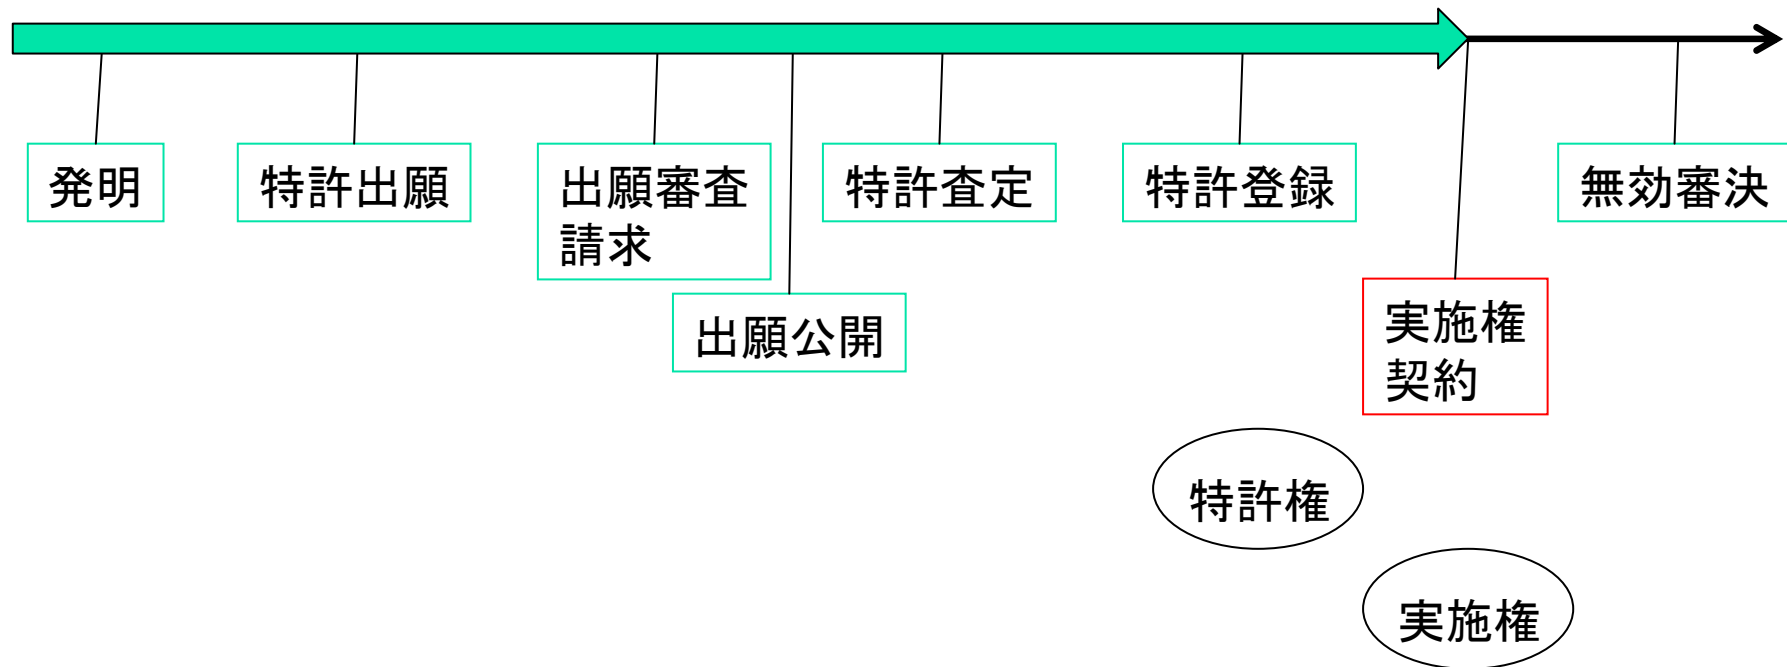 発明
特許出願
出願審査
請求
出願公開
特許査定
特許登録
実施権
契約
無効審決
特許権
実施権